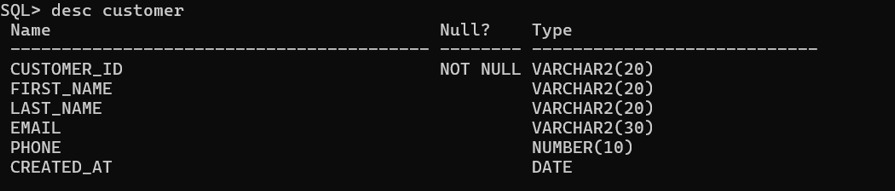 SQL> desc customer
Name Null? Type
----------------------------------------- -------- ----------------------------
CUSTOMER_ID NOT NULL VARCHAR2(20)
FIRST_NAME VARCHAR2(20)
LAST_NAME VARCHAR2(20)
EMAIL VARCHAR2(30)
PHONE NUMBER(10)
CREATED_AT DATE